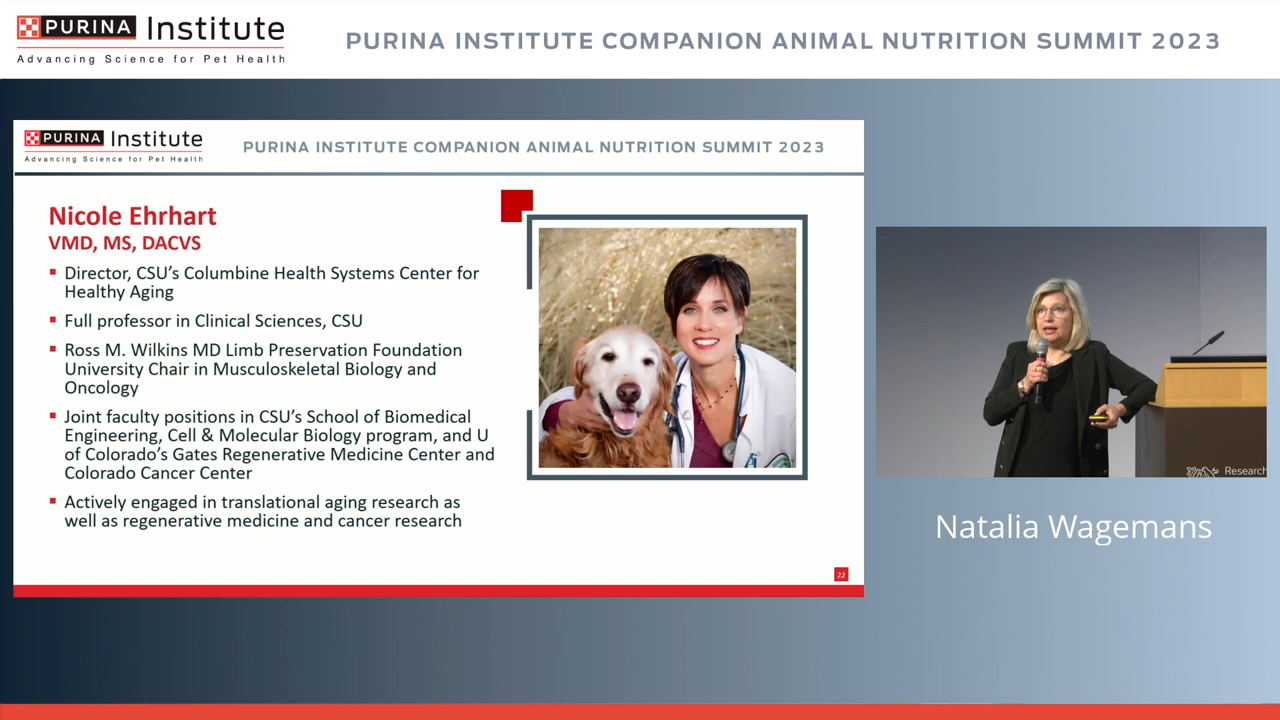 PURINA Institute
Advancing Science for Pet Health
PURINA INSTITUTE COMPANION ANIMAL NUTRITION SUMMIT 2023
PURINA Institute
Advancing Science for Pet Health
PURINA INSTITUTE COMPANION ANIMAL NUTRITION SUMMIT 2023
Nicole Ehrhart
VMD, MS, DACVS
Director, CSU's Columbine Health Systems Center for
Healthy Aging
Full professor in Clinical Sciences, CSU
Ross M. Wilkins MD Limb Preservation Foundation
University Chair in Musculoskeletal Biology and
Oncology
Joint faculty positions in CSU's School of Biomedical
Engineering, Cell & Molecular Biology program, and U
of Colorado's Gates Regenerative Medicine Center and
Colorado Cancer Center
Actively engaged in translational aging research as
well as regenerative medicine and cancer research
22
Research
Natalia Wagemans